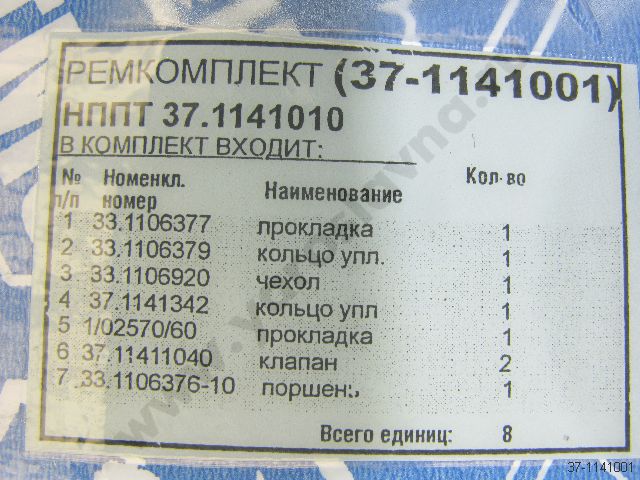 РЕМКОМПЛЕКТ (37-1141001)
НППТ 37.1141010
В КОМПЛЕКТ ВХОДИТ:
№ п/п Номенкл. номер Наименование Кол-во
1 33.1106377 прокладка 1
2 33.1106379 кольцо упл. 1
3 33.1106920 чехол 1
4 37.1141342 кольцо упл 1
5 1/02570/60 прокладка 1
6 37.11411040 клапан 2
7 33.1106376-10 поршень 1
Всего единиц: 8
37-1141001